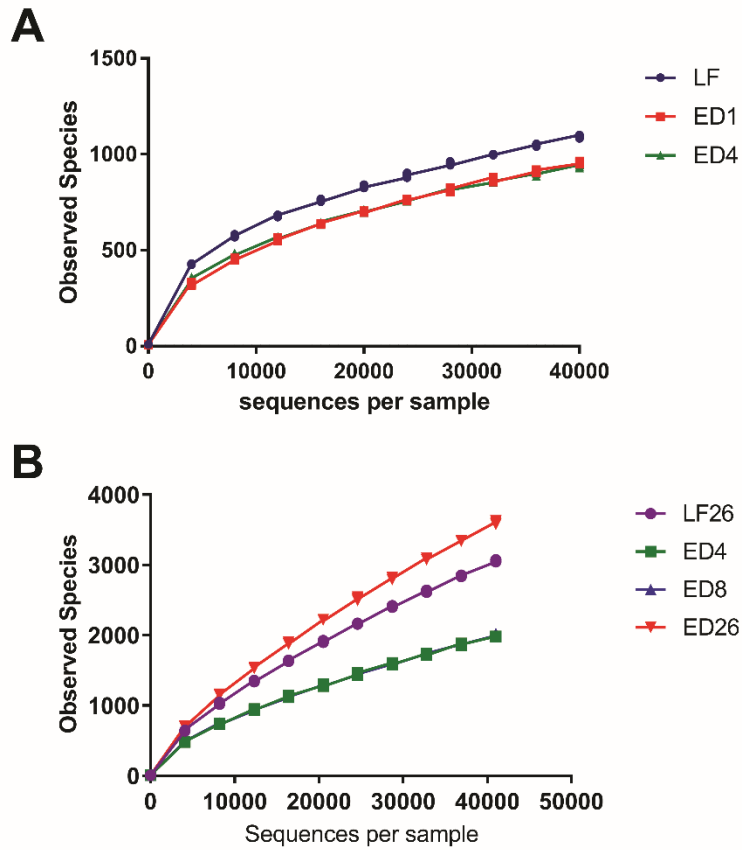 A
1500
1000
500
0
Observed Species
0 10000 20000 30000 40000
sequences per sample
LF
ED1
ED4
B
4000
3000
2000
1000
0
Observed Species
0 10000 20000 30000 40000 50000
Sequences per sample
LF26
ED4
ED8
ED26